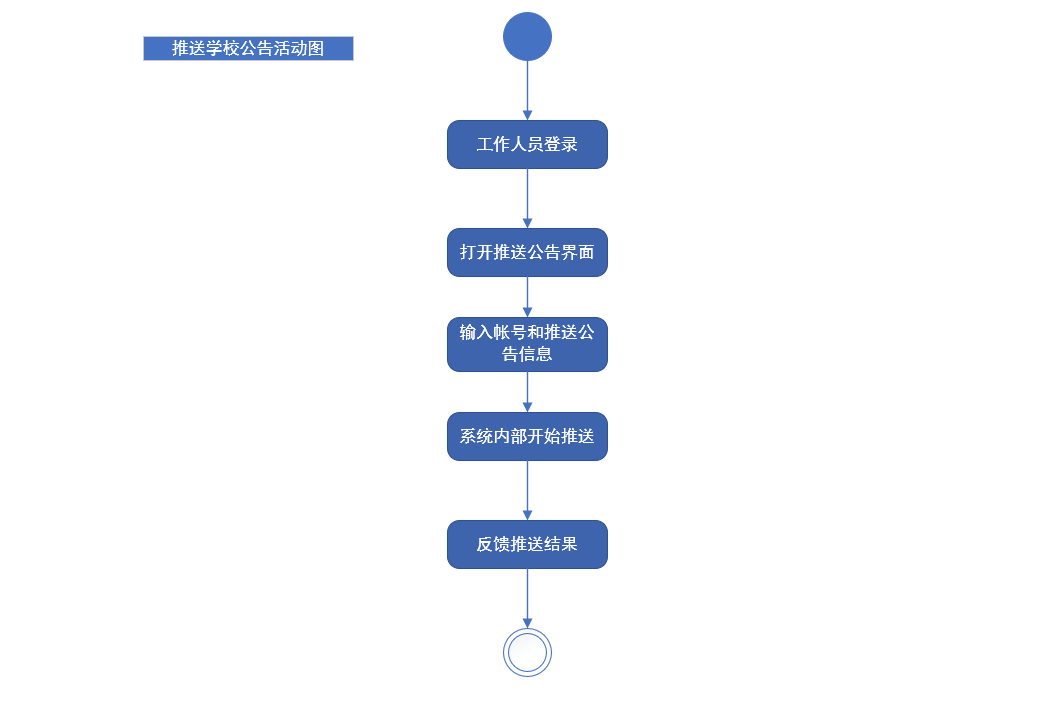 推送学校公告活动图
工作人员登录
打开推送公告界面
输入帐号和推送公
告信息
系统内部开始推送
反馈推送结果